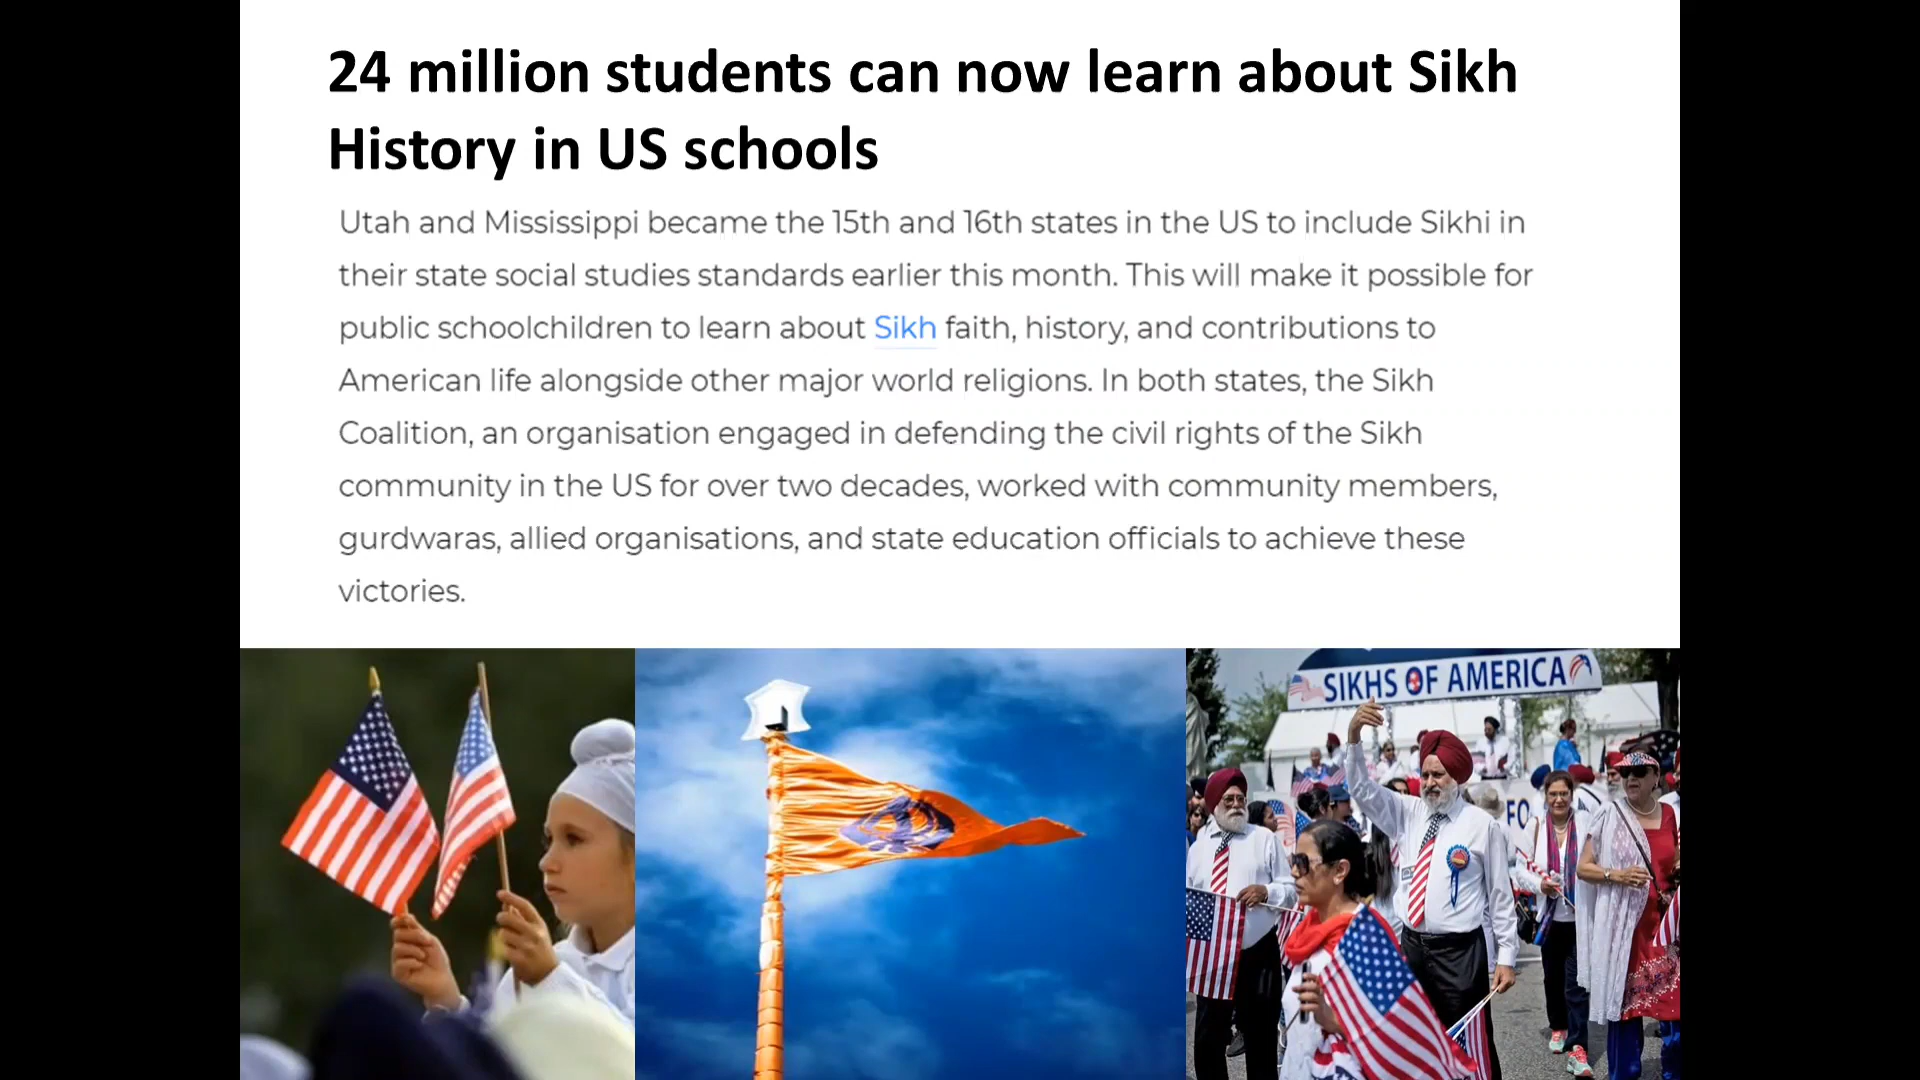 24 million students can now learn about Sikh
History in US schools
Utah and Mississippi became the 15th and 16th states in the US to include Sikhi in
their state social studies standards earlier this month. This will make it possible for
public schoolchildren to learn about Sikh faith, history, and contributions to
American life alongside other major world religions. In both states, the Sikh
Coalition, an organisation engaged in defending the civil rights of the Sikh
community in the US for over two decades, worked with community members,
gurdwaras, allied organisations, and state education officials to achieve these
victories.
SIKHS OF AMERICA
FO